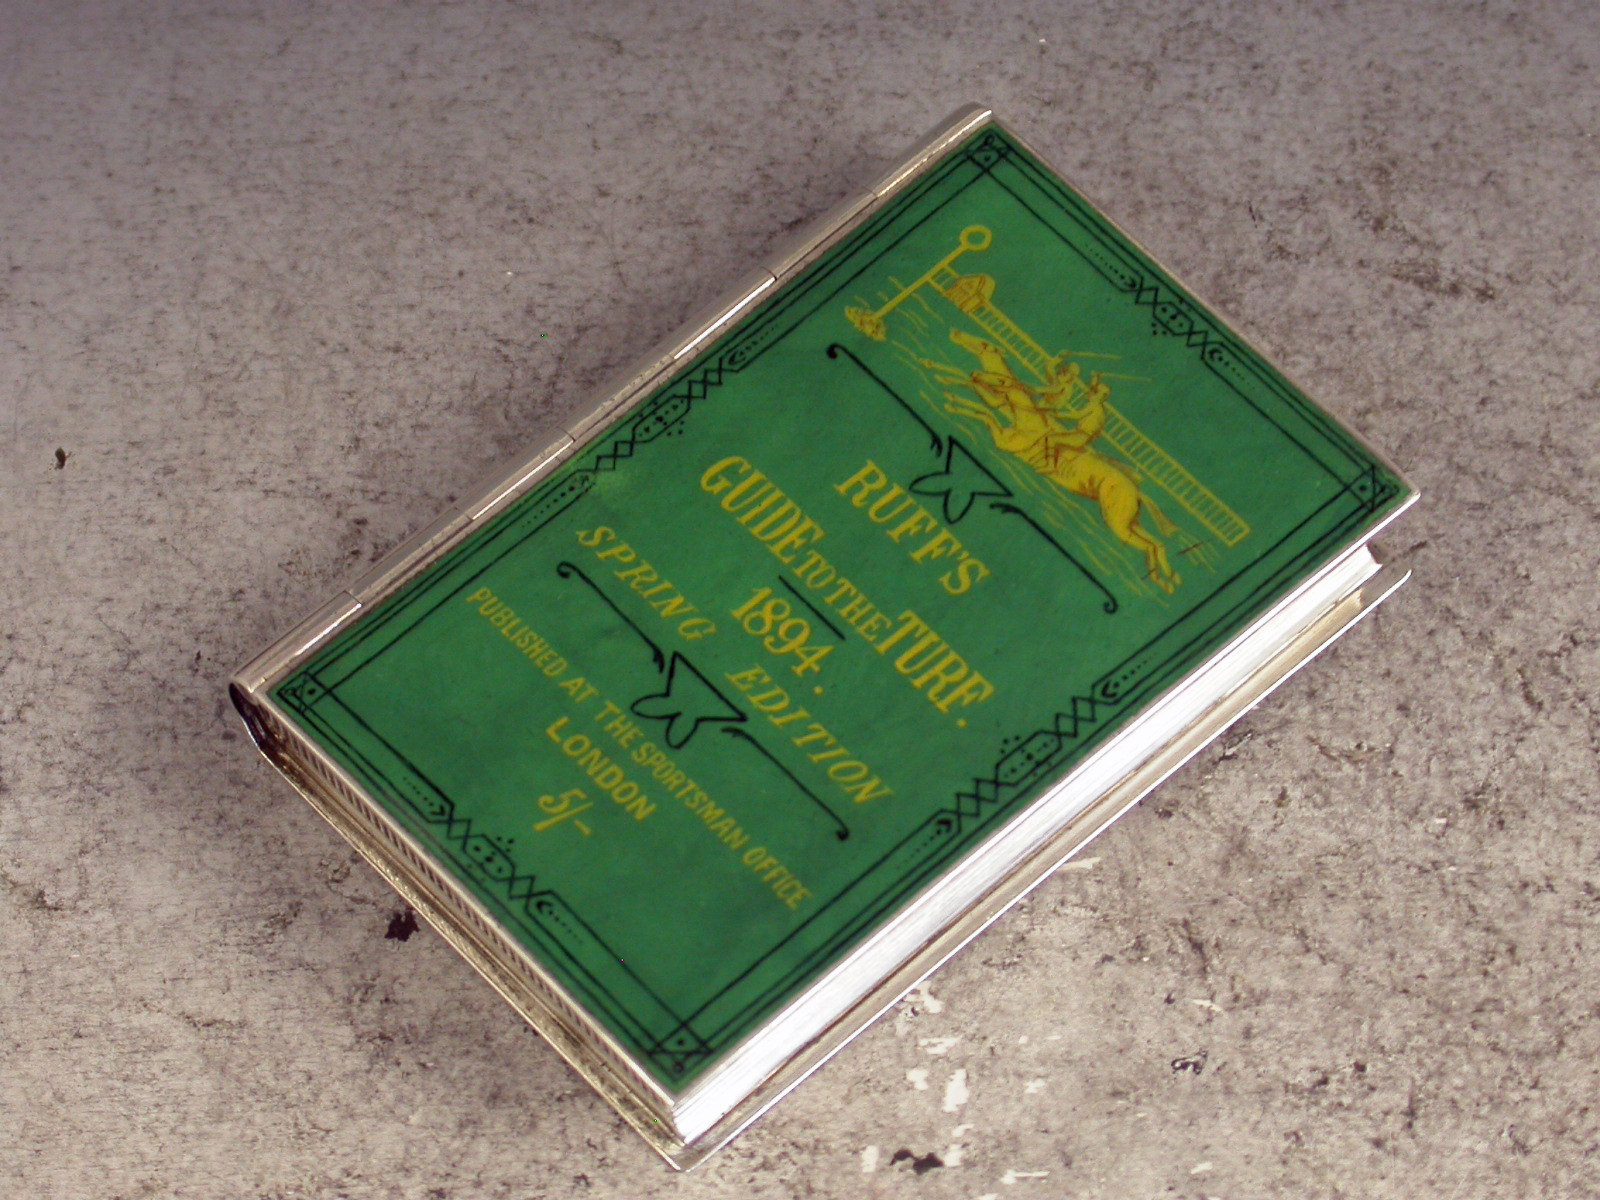 RUFF'S
GUIDE TO THE TURF.
1894.
SPRING EDITION
PUBLISHED AT THE SPORTSMAN OFFICE
LONDON
5/-